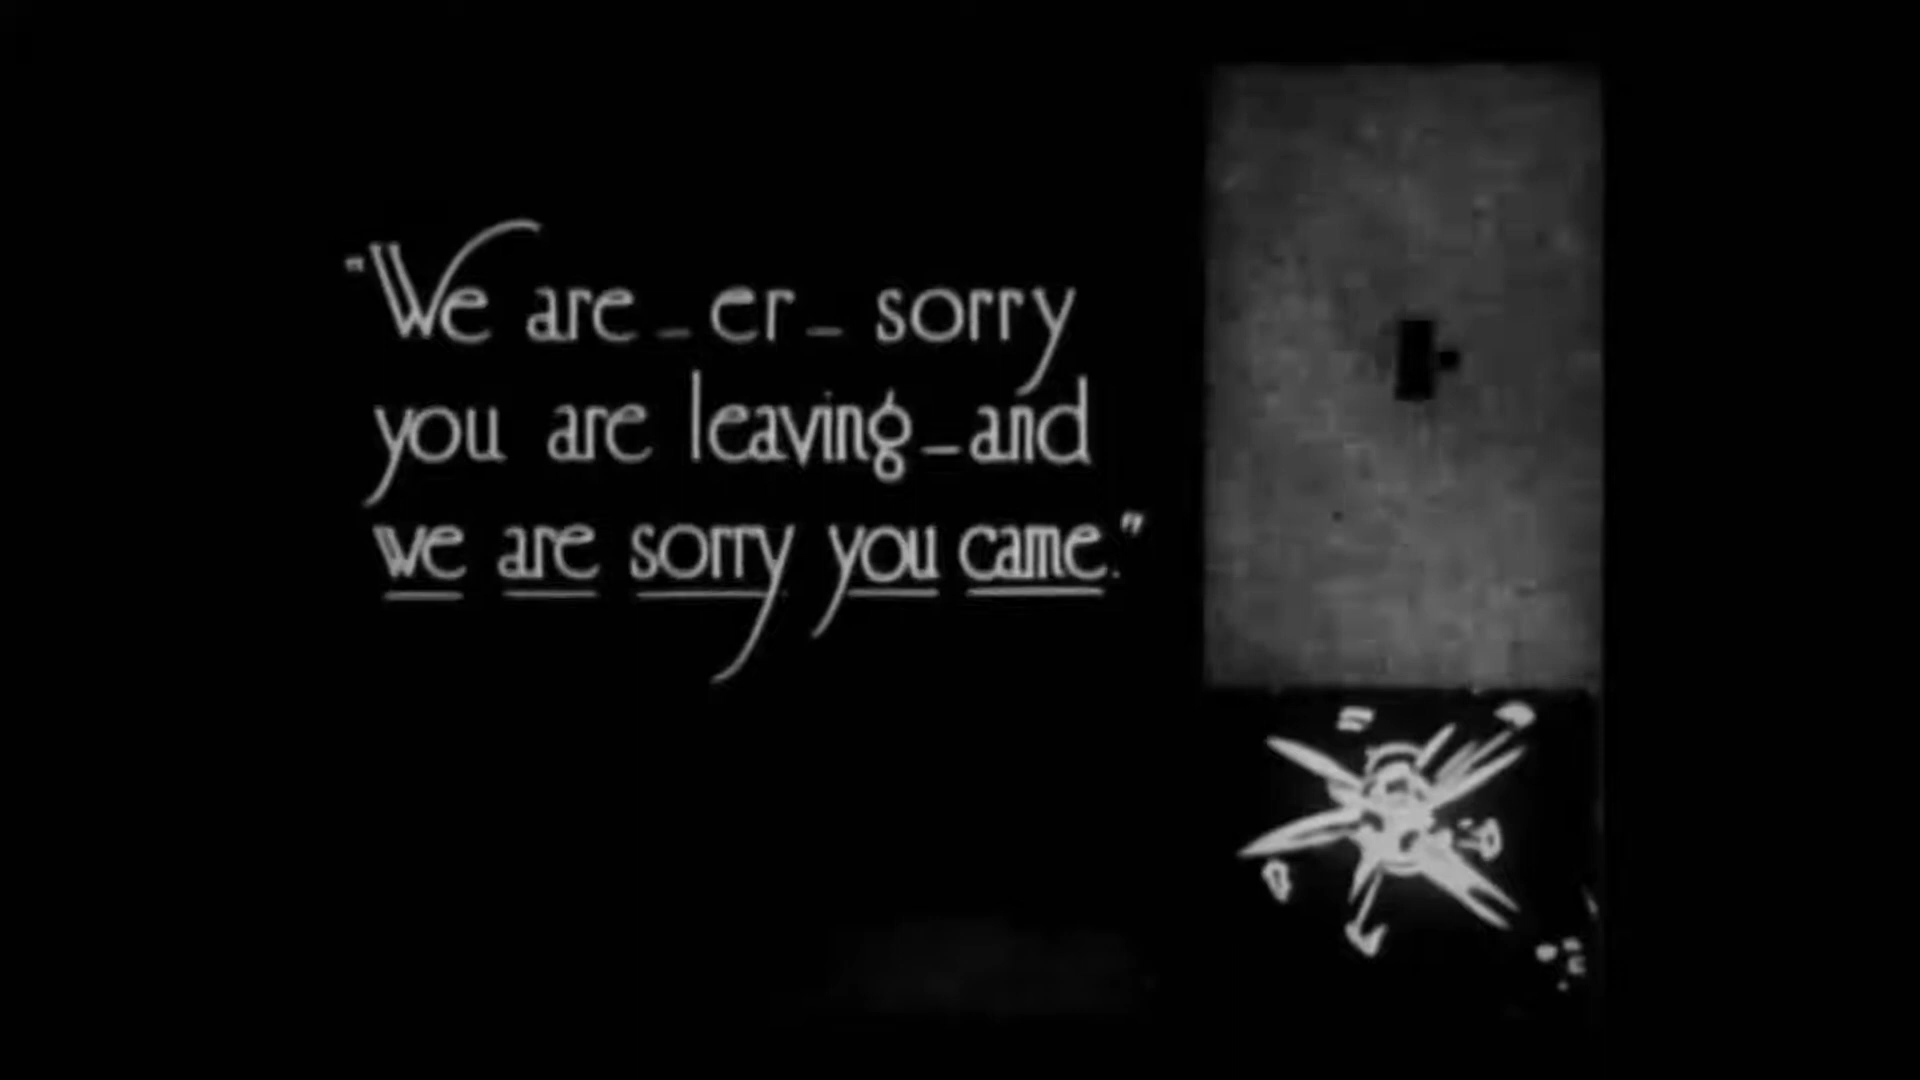 "We are _ er _ sorry
you are leaving _ and
we are sorry you came."